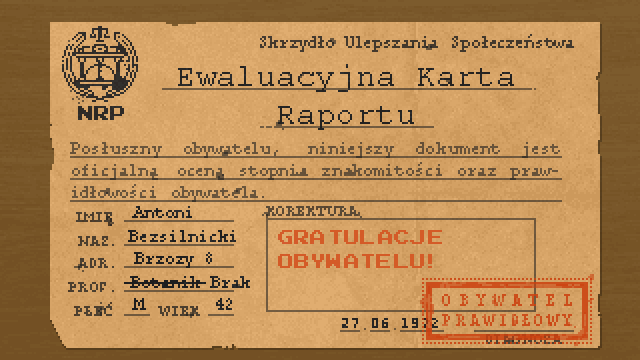 Skrzydło Ulepszania Społeczeństwa
NRP
Ewaluacyjna Karta
Raportu
Posłuszny obywatelu, niniejszy dokument jest
oficjalną oceną stopnia znakomitości oraz praw-
idłowości obywatela.
IMIĘ Antoni
NAZ. Bezsilnicki
ADR. Brzozy 8
PROF. Botanik Brak
PŁEĆ M WIEK 42
KOREKTURA
GRATULACJE
OBYWATELU!
27.06.1972
OBYWATEL
PRAWIDŁOWY